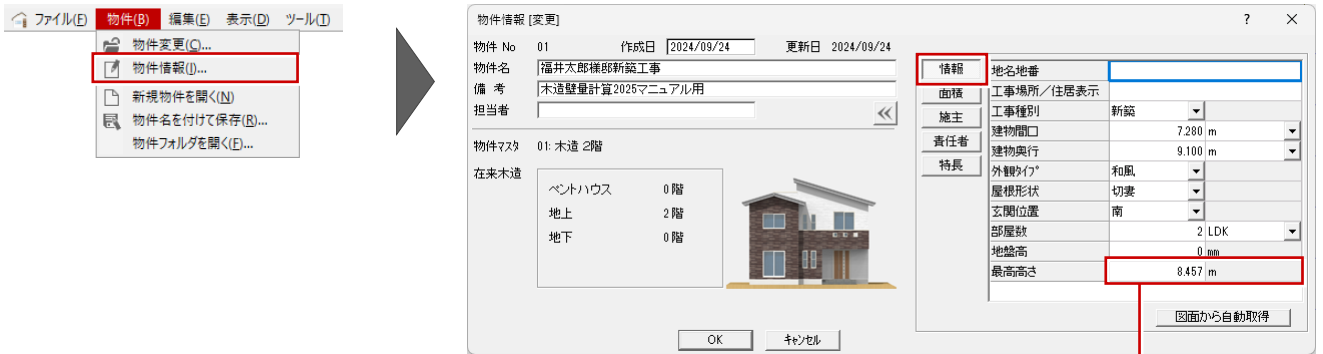 ファイル(F) 物件(B) 編集(E) 表示(D) ツール(T)
物件変更(C)...
物件情報(I)...
新規物件を開く(N)
物件名を付けて保存(R)...
物件フォルダを開く(F)...
物件情報 [変更] ? ×
物件 No 01 作成日 2024/09/24 更新日 2024/09/24
物件名 福井太郎様邸新築工事
備 考 木造壁量計算2025マニュアル用
担当者
物件マスタ 01: 木造 2階
在来木造
ペントハウス 0階
地上 2階
地下 0階
情報
面積
施主
責任者
特長
地名地番
工事場所/住居表示
工事種別 新築
建物間口 7.280 m
建物奥行 9.100 m
外観タイプ 和風
屋根形状 切妻
玄関位置 南
部屋数 2 LDK
地盤高 0 mm
最高高さ 8.457 m
図面から自動取得
OK キャンセル